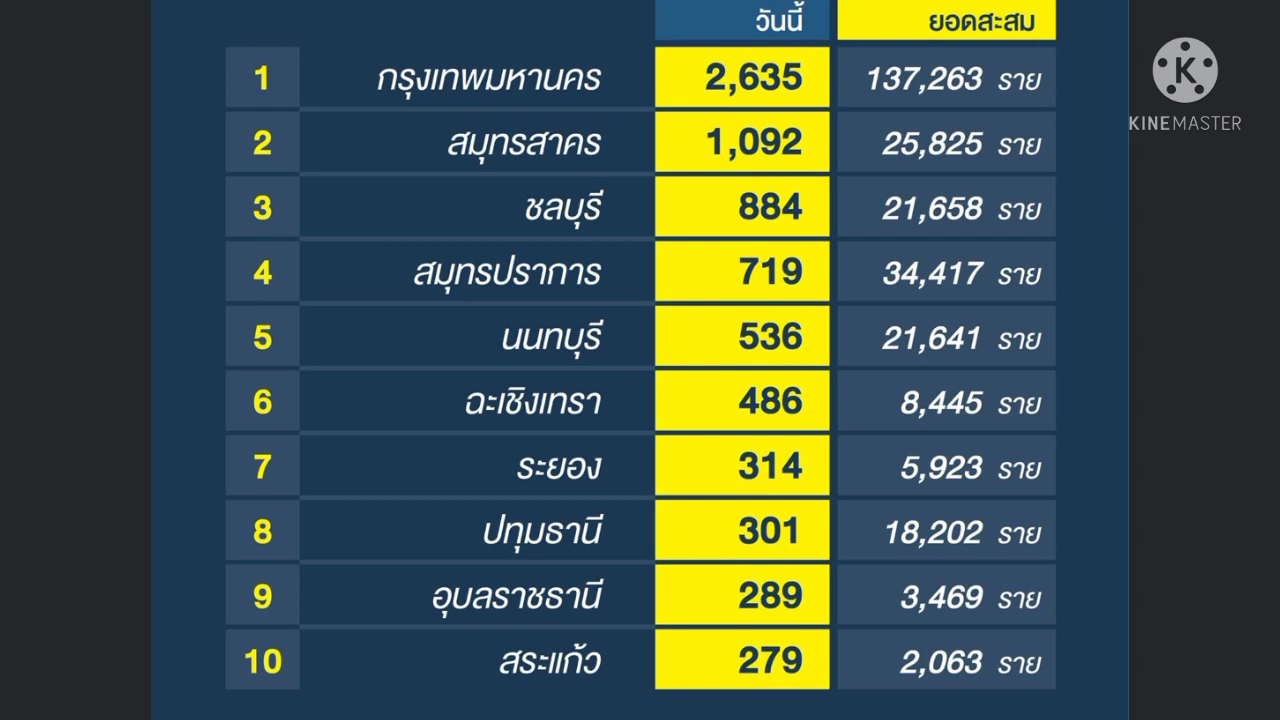 วันนี้ ยอดสะสม
1 กรุงเทพมหานคร 2,635 137,263 ราย
2 สมุทรสาคร 1,092 25,825 ราย
3 ชลบุรี 884 21,658 ราย
4 สมุทรปราการ 719 34,417 ราย
5 นนทบุรี 536 21,641 ราย
6 ฉะเชิงเทรา 486 8,445 ราย
7 ระยอง 314 5,923 ราย
8 ปทุมธานี 301 18,202 ราย
9 อุบลราชธานี 289 3,469 ราย
10 สระแก้ว 279 2,063 ราย
K
KINEMASTER